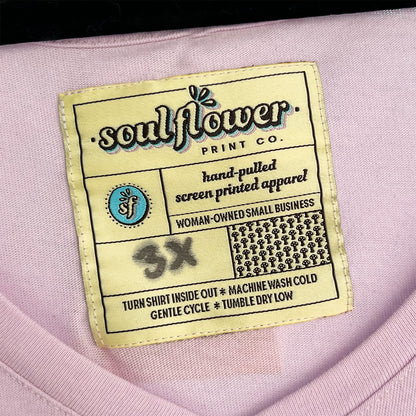 soulflower
PRINT CO.
hand-pulled
screen printed apparel
sf
WOMAN-OWNED SMALL BUSINESS
3X
TURN SHIRT INSIDE OUT * MACHINE WASH COLD
GENTLE CYCLE * TUMBLE DRY LOW